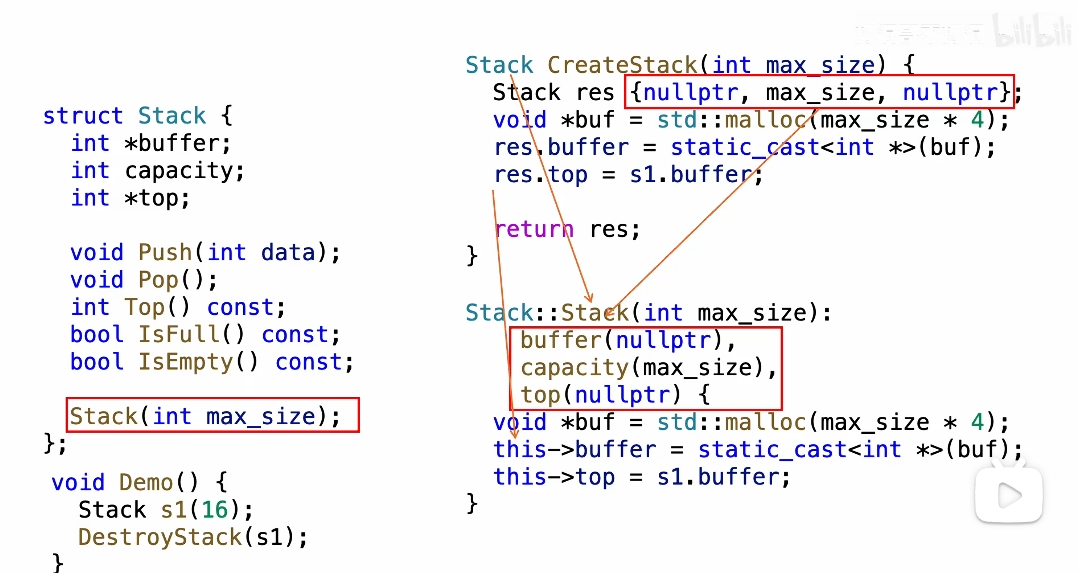 bilibili
struct Stack {
int *buffer;
int capacity;
int *top;
void Push(int data);
void Pop();
int Top() const;
bool IsFull() const;
bool IsEmpty() const;
Stack(int max_size);
};
void Demo() {
Stack s1(16);
DestroyStack(s1);
}
Stack CreateStack(int max_size) {
Stack res {nullptr, max_size, nullptr};
void *buf = std::malloc(max_size * 4);
res.buffer = static_cast<int *>(buf);
res.top = s1.buffer;
return res;
}
Stack::Stack(int max_size):
buffer(nullptr),
capacity(max_size),
top(nullptr) {
void *buf = std::malloc(max_size * 4);
this->buffer = static_cast<int *>(buf);
this->top = s1.buffer;
}